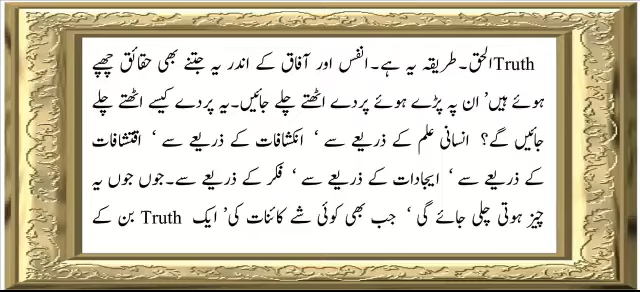 Truthالحق۔طریقہ یہ ہے۔انفس اور آفاق کے اندر یہ جتنے بھی حقائق چھپے
ہوئے ہیں’ ان پہ پڑے ہوئے پردے اٹھتے چلے جائیں۔یہ پردے کیسے اٹھتے چلے
جائیں گے؟ انسانی علم کے ذریعے سے ‘ انکشافات کے ذریعے سے ‘ اقتشافات
کے ذریعے سے ‘ ایجادات کے ذریعے سے ‘ فکر کے ذریعے سے۔جوں جوں یہ
چیز ہوتی چلی جائے گی ‘ جب بھی کوئی شے کائنات کی’ ایک Truth بن کے